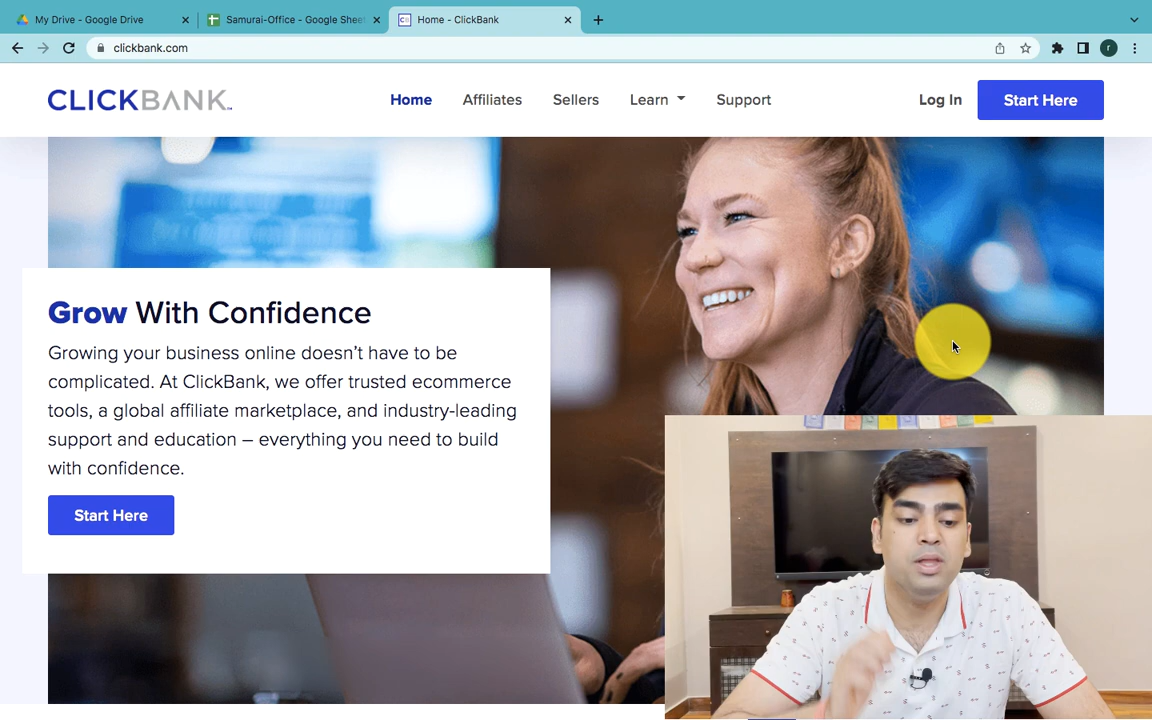 My Drive - Google Drive
Samurai-Office - Google Shee
Home - ClickBank
clickbank.com
r
CLICKBANK
Home
Affiliates
Sellers
Learn
Support
Log In
Start Here
Grow With Confidence
Growing your business online doesn’t have to be
complicated. At ClickBank, we offer trusted ecommerce
tools, a global affiliate marketplace, and industry-leading
support and education – everything you need to build
with confidence.
Start Here